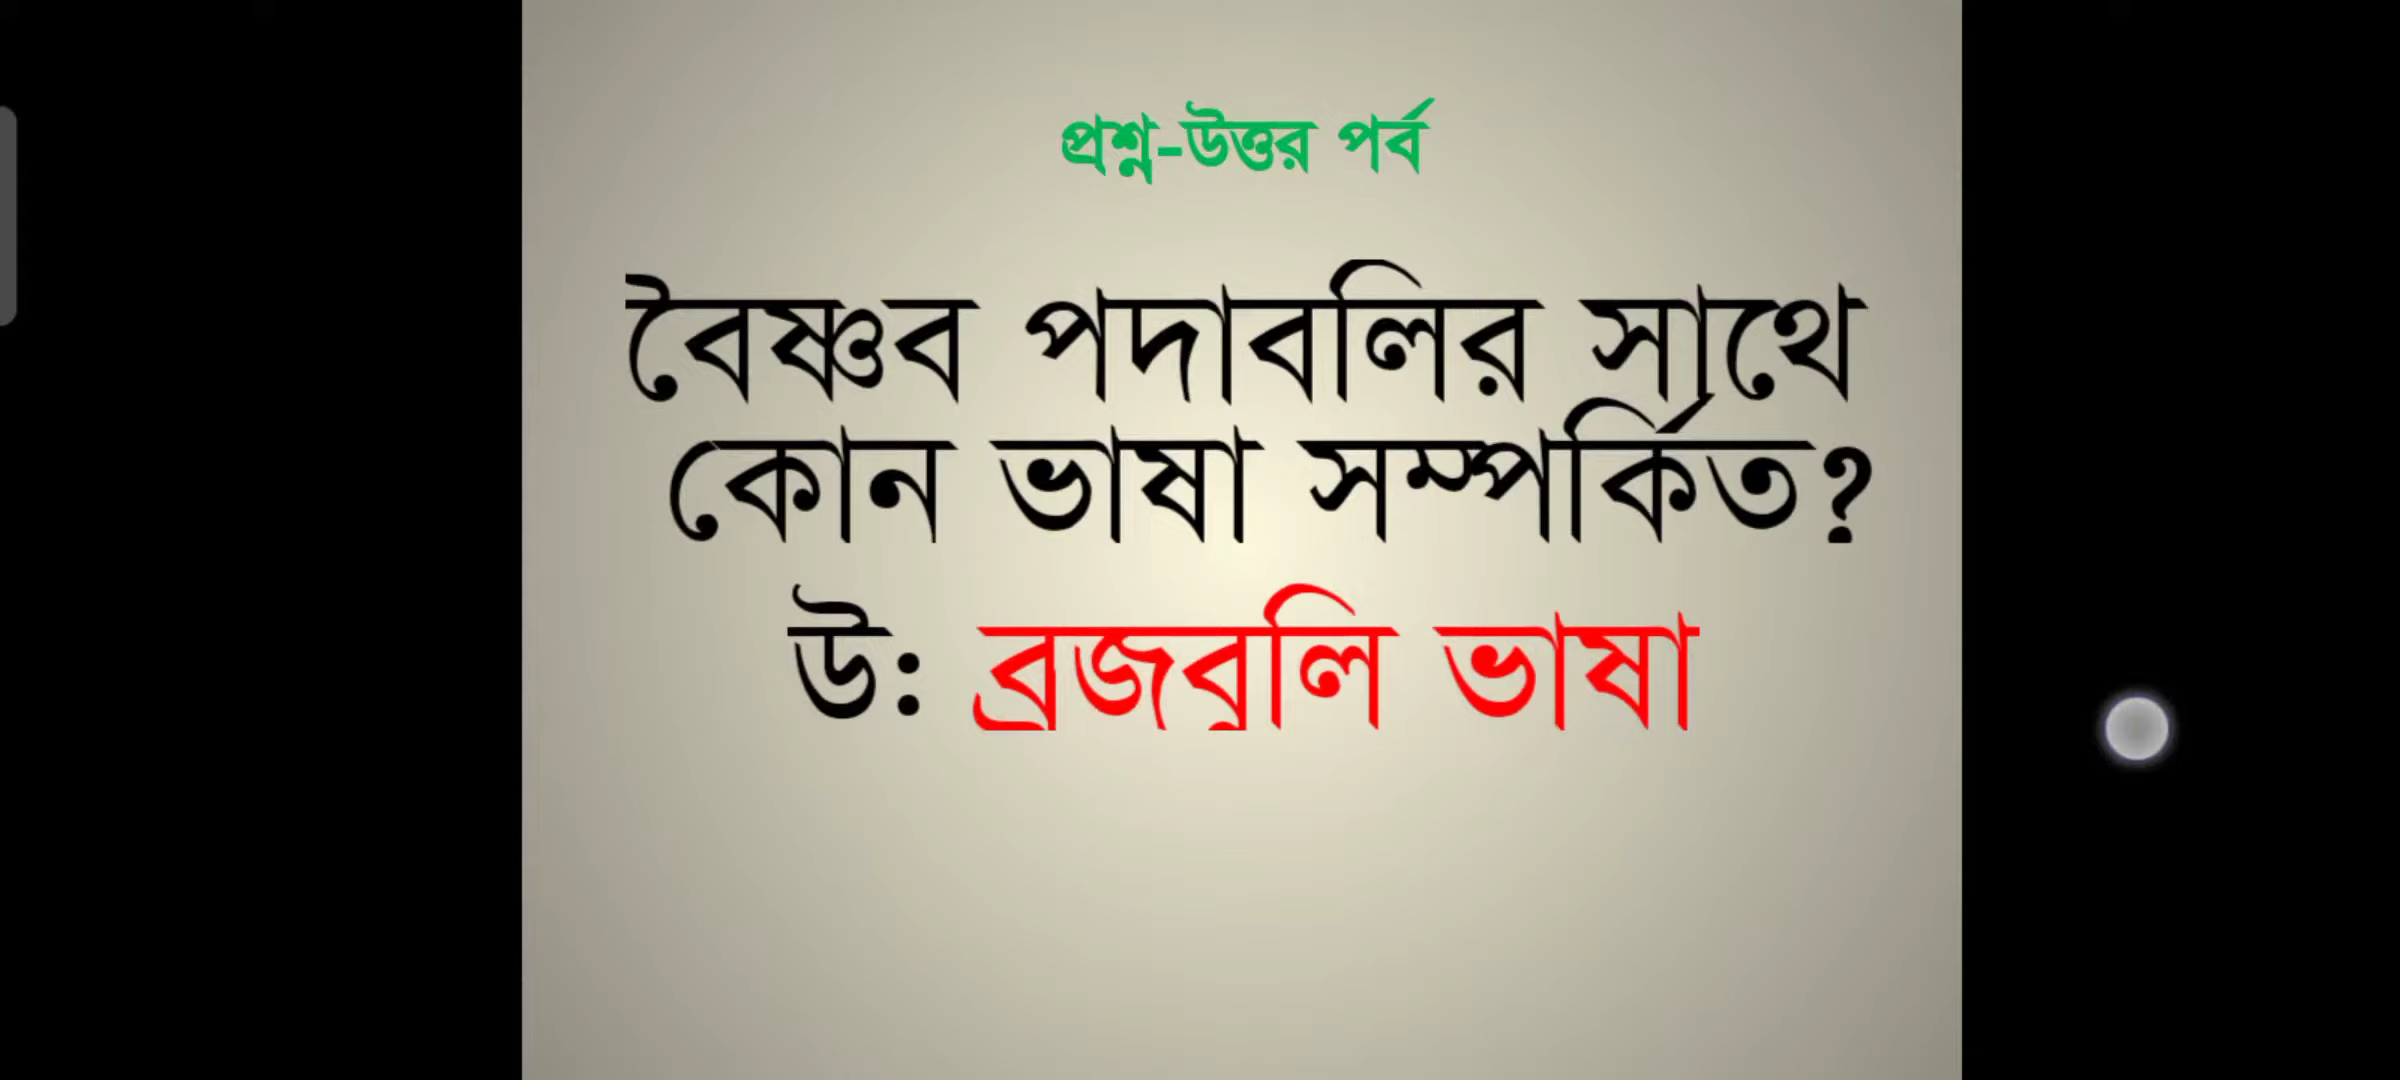 প্রশ্ন-উত্তর পর্ব
বৈষ্ণব পদাবলির সাথে
কোন ভাষা সম্পর্কিত?
উ: ব্রজবুলি ভাষা